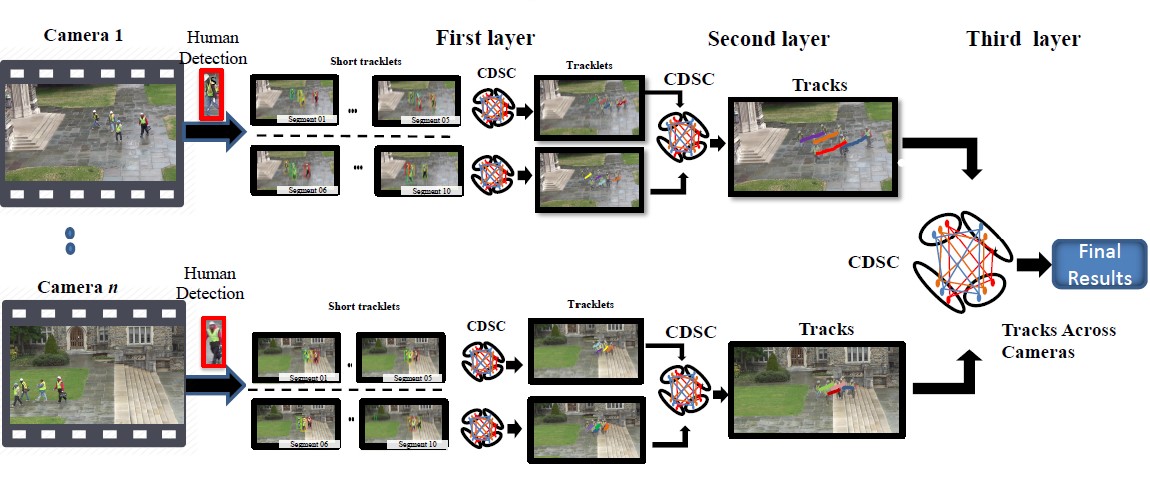 Camera 1
Human
Detection
First layer
Second layer
Third layer
Short tracklets
CDSC
Tracklets
CDSC
Tracks
Segment 01
...
Segment 05
Segment 06
...
Segment 10
CDSC
Final
Results
Camera n
Human
Detection
Short tracklets
CDSC
Tracklets
CDSC
Tracks
Tracks Across
Cameras
Segment 01
..
Segment 05
Segment 06
..
Segment 10